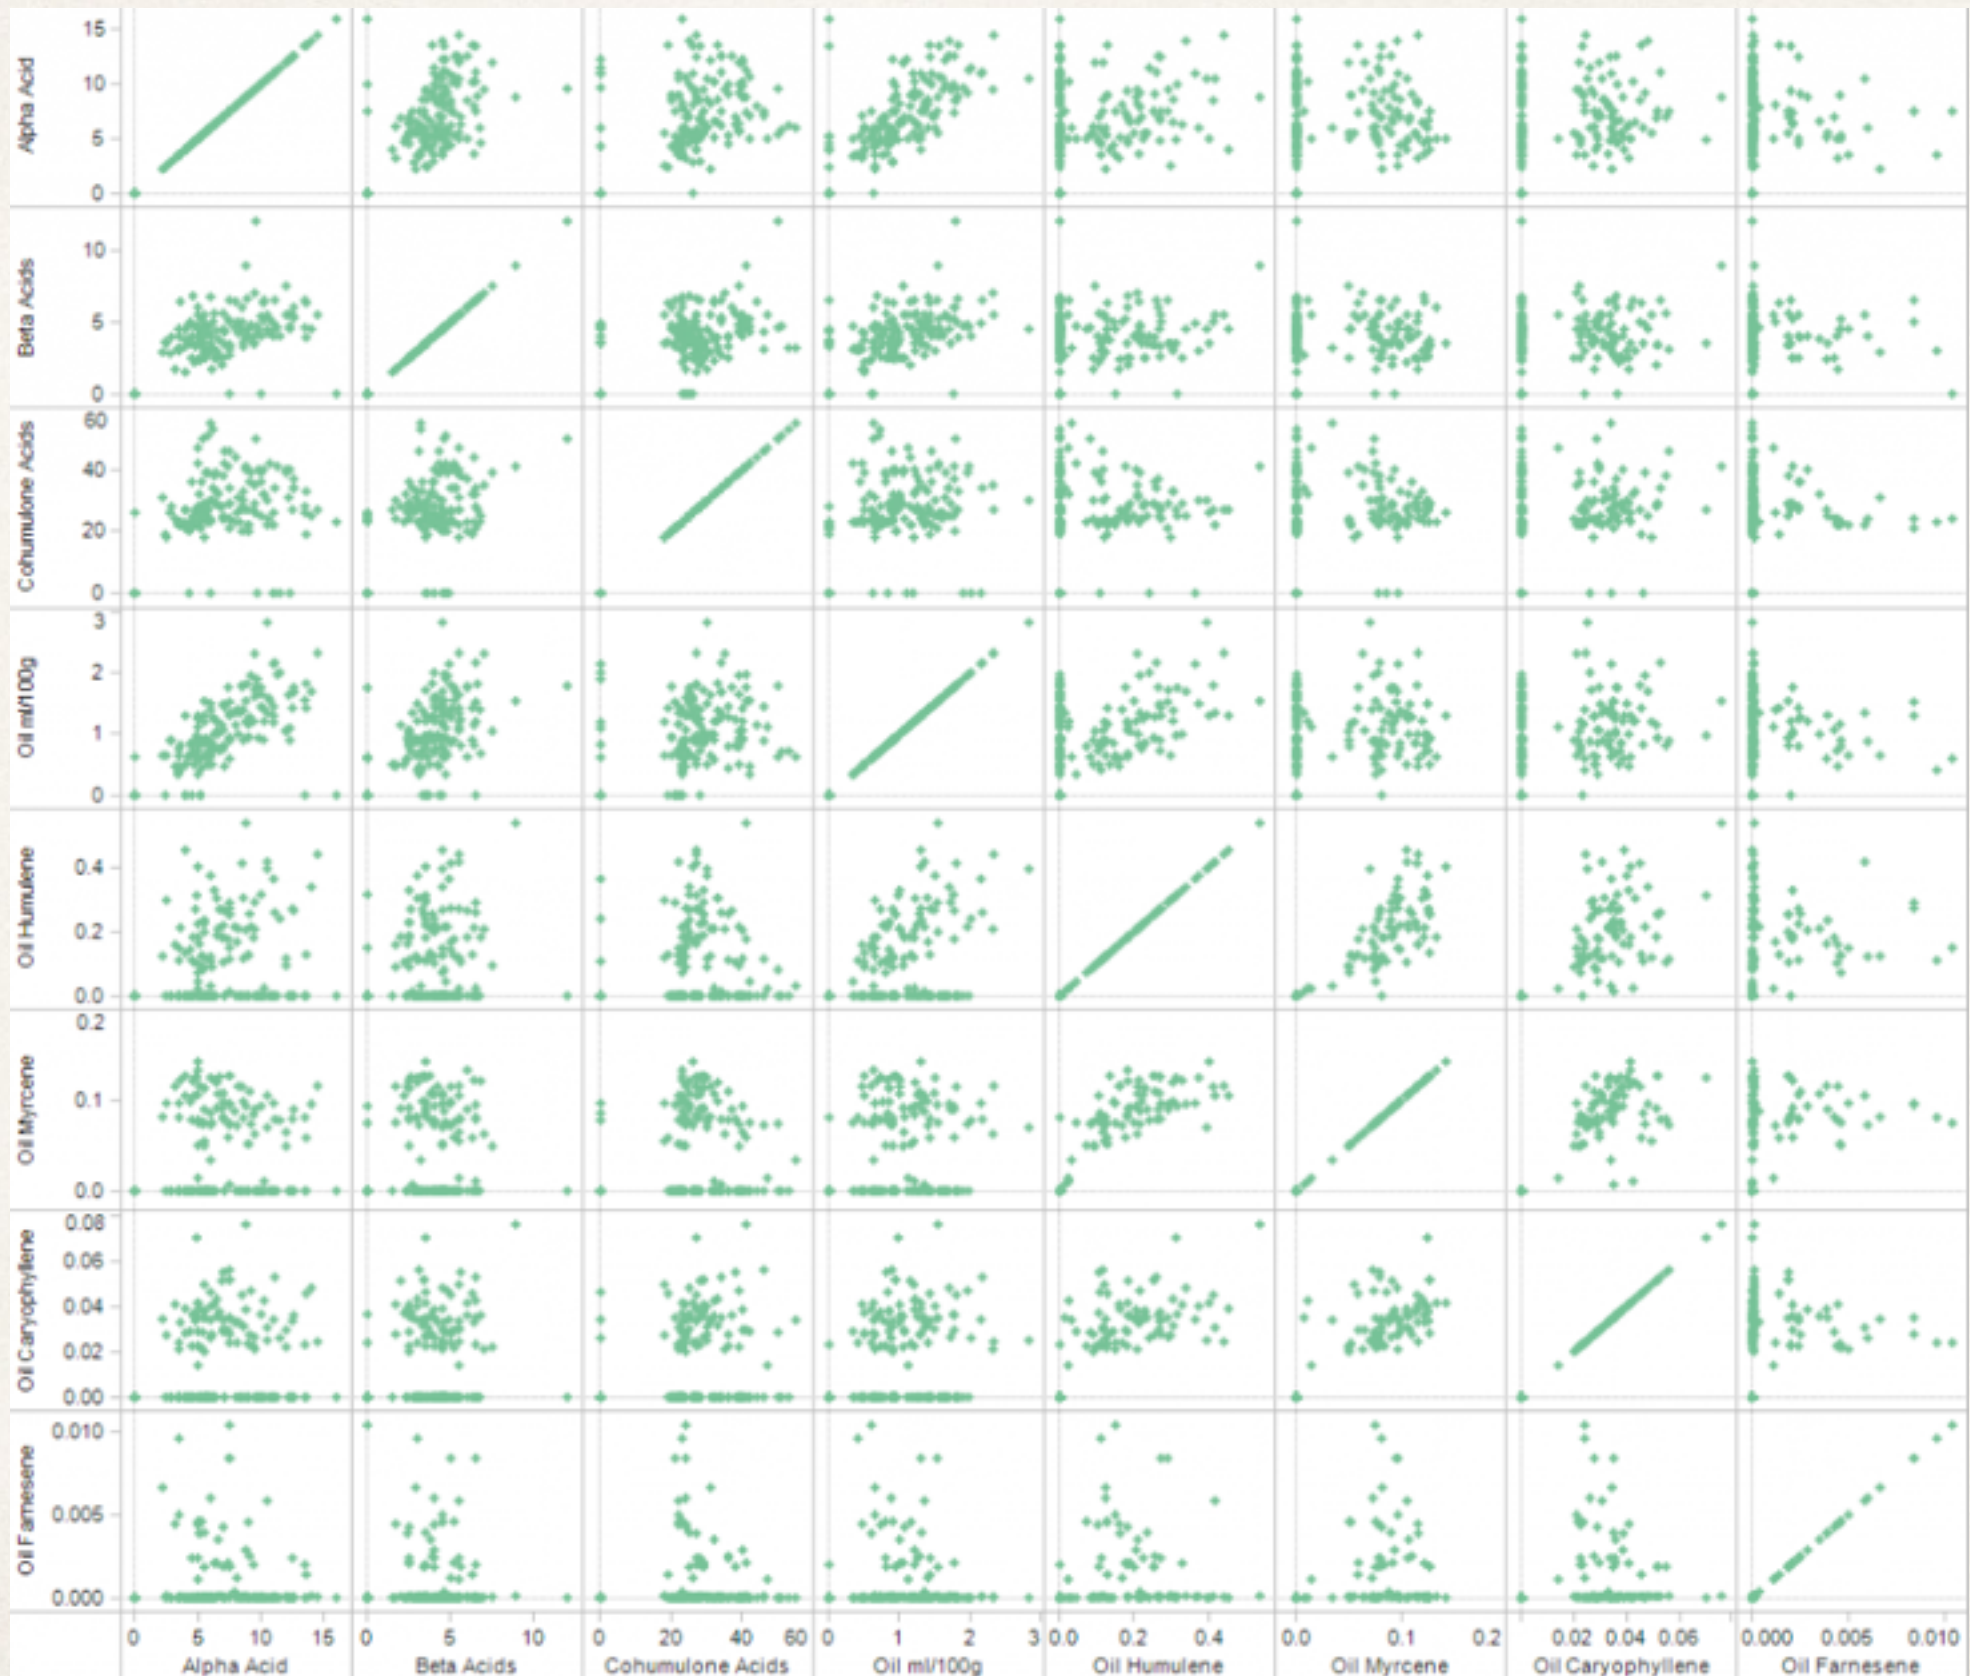 15
10
5
0
Alpha Acid
10
5
0
Beta Acids
60
40
20
0
Cohumulone Acids
3
2
1
0
Oil ml/100g
0.4
0.2
0.0
Oil Humulene
0.2
0.1
0.0
Oil Myrcene
0.08
0.06
0.04
0.02
0.00
Oil Caryophyllene
0.010
0.005
0.000
Oil Farnesene
0 5 10 15 0 5 10 0 20 40 60 0 1 2 3 0.0 0.2 0.4 0.0 0.1 0.2 0.02 0.04 0.06 0.000 0.005 0.010
Alpha Acid Beta Acids Cohumulone Acids Oil ml/100g Oil Humulene Oil Myrcene Oil Caryophyllene Oil Farnesene